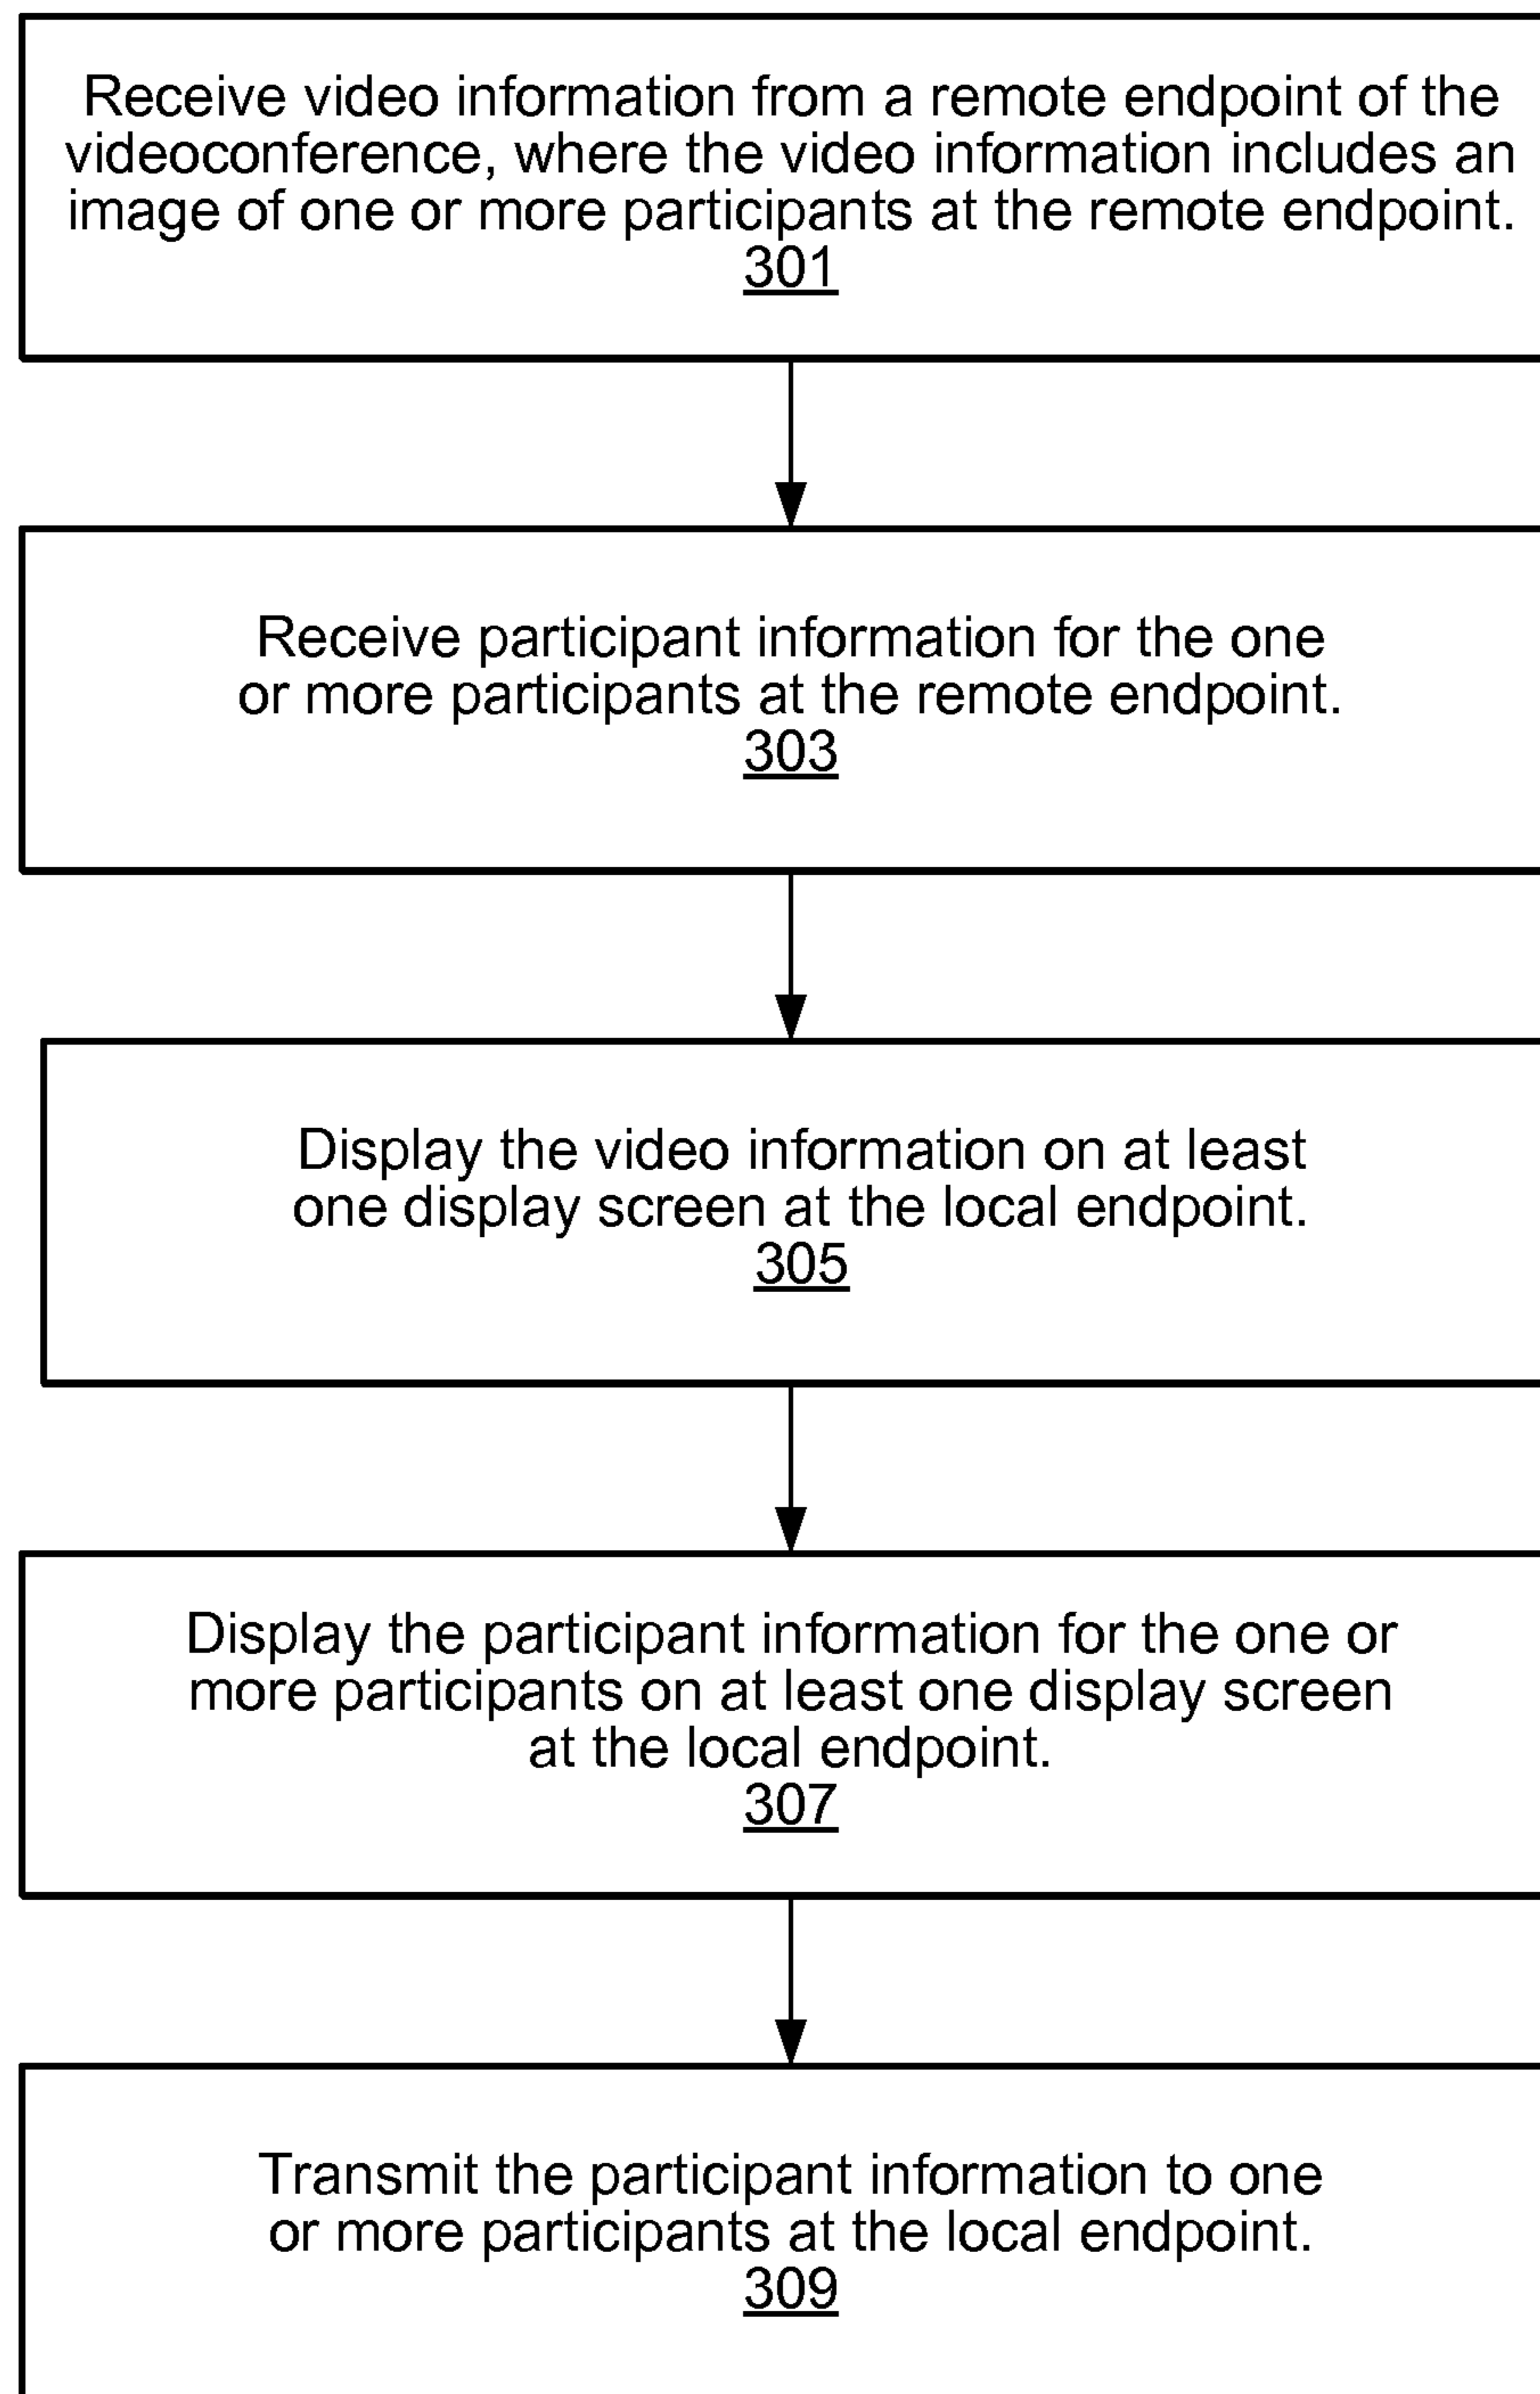 Receive video information from a remote endpoint of the
videoconference, where the video information includes an
image of one or more participants at the remote endpoint.
301
Receive participant information for the one
or more participants at the remote endpoint.
303
Display the video information on at least
one display screen at the local endpoint.
305
Display the participant information for the one or
more participants on at least one display screen
at the local endpoint.
307
Transmit the participant information to one
or more participants at the local endpoint.
309